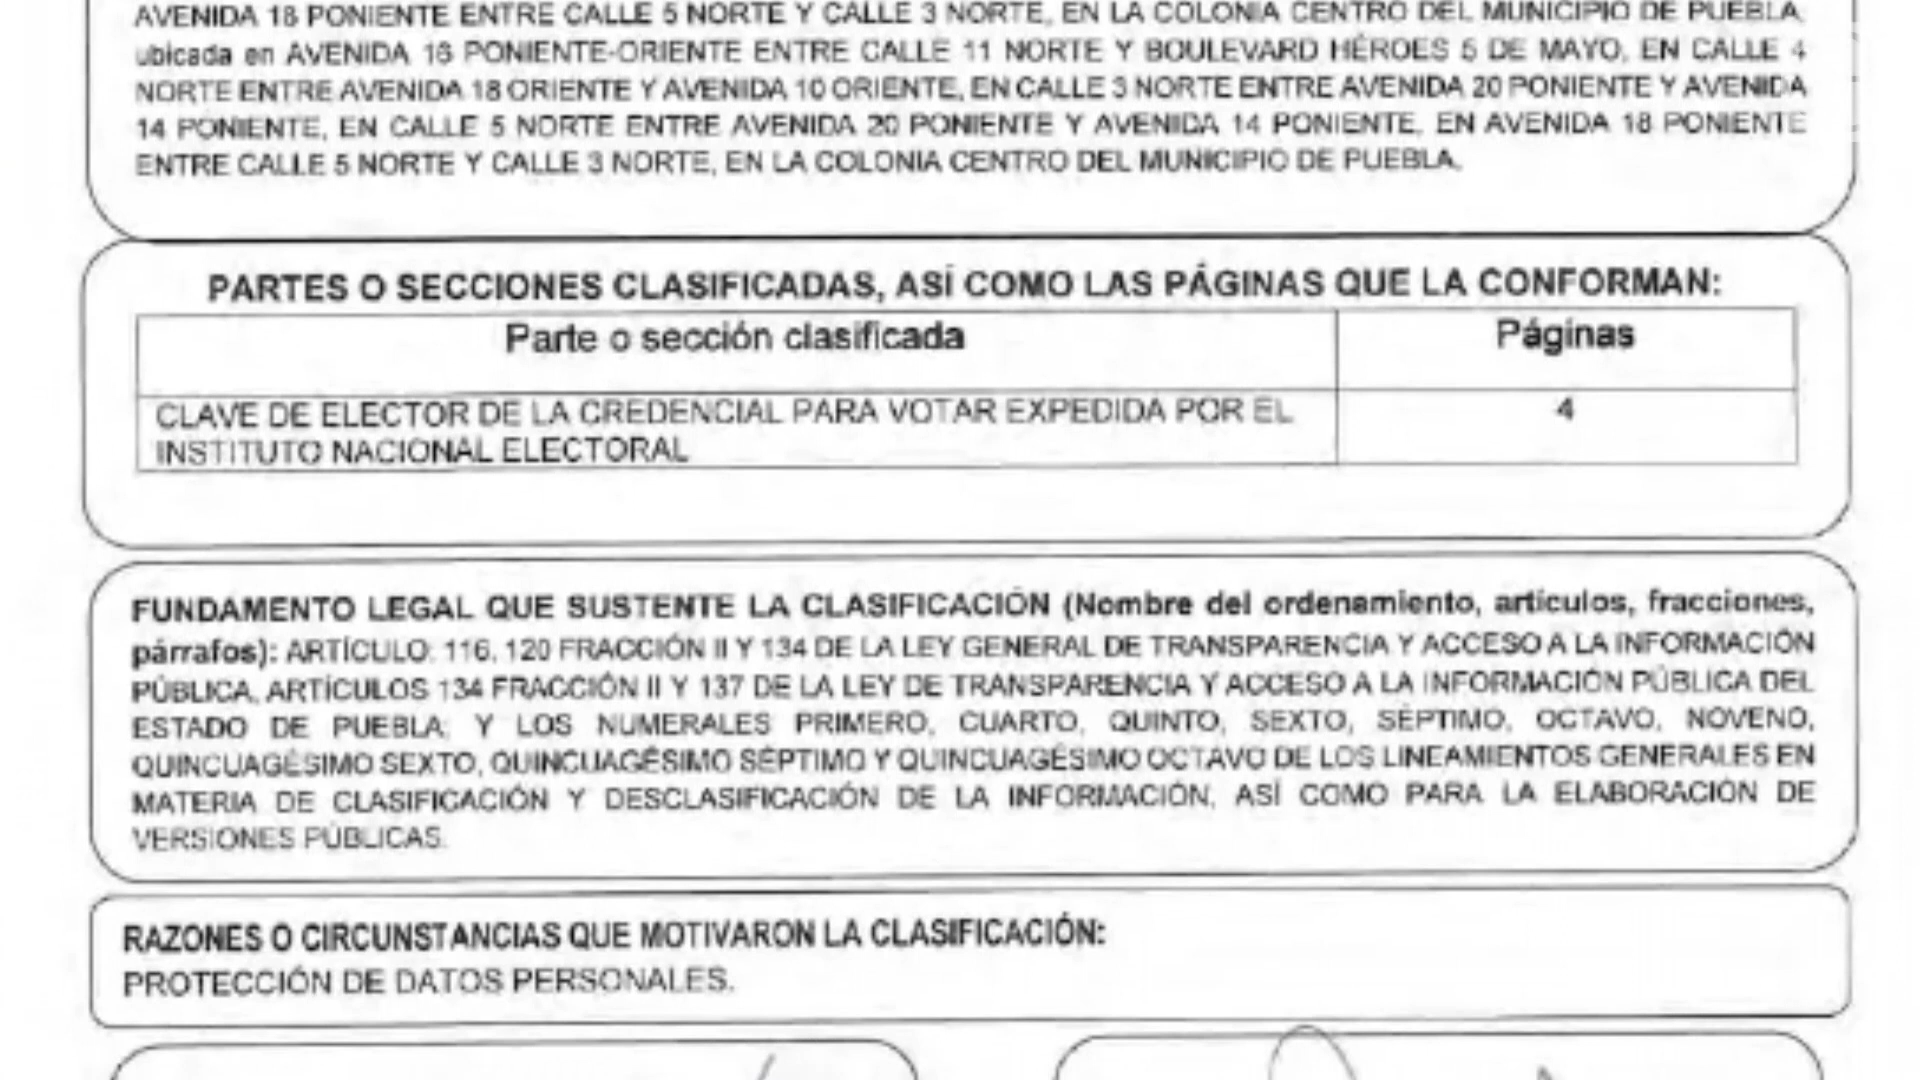 AVENIDA 18 PONIENTE ENTRE CALLE 5 NORTE Y CALLE 3 NORTE, EN LA COLONIA CENTRO DEL MUNICIPIO DE PUEBLA,
ubicada en AVENIDA 16 PONIENTE-ORIENTE ENTRE CALLE 11 NORTE Y BOULEVARD HÉROES 5 DE MAYO, EN CALLE 4
NORTE ENTRE AVENIDA 18 ORIENTE Y AVENIDA 10 ORIENTE, EN CALLE 3 NORTE ENTRE AVENIDA 20 PONIENTE Y AVENIDA
14 PONIENTE, EN CALLE 5 NORTE ENTRE AVENIDA 20 PONIENTE Y AVENIDA 14 PONIENTE, EN AVENIDA 18 PONIENTE
ENTRE CALLE 5 NORTE Y CALLE 3 NORTE, EN LA COLONIA CENTRO DEL MUNICIPIO DE PUEBLA.
PARTES O SECCIONES CLASIFICADAS, ASÍ COMO LAS PÁGINAS QUE LA CONFORMAN:
Parte o sección clasificada
Páginas
CLAVE DE ELECTOR DE LA CREDENCIAL PARA VOTAR EXPEDIDA POR EL
INSTITUTO NACIONAL ELECTORAL
4
FUNDAMENTO LEGAL QUE SUSTENTE LA CLASIFICACIÓN (Nombre del ordenamiento, artículos, fracciones,
párrafos): ARTÍCULO: 116, 120 FRACCIÓN II Y 134 DE LA LEY GENERAL DE TRANSPARENCIA Y ACCESO A LA INFORMACIÓN
PÚBLICA, ARTÍCULOS 134 FRACCIÓN II Y 137 DE LA LEY DE TRANSPARENCIA Y ACCESO A LA INFORMACIÓN PÚBLICA DEL
ESTADO DE PUEBLA; Y LOS NUMERALES PRIMERO, CUARTO, QUINTO, SEXTO, SÉPTIMO, OCTAVO, NOVENO,
QUINCUAGÉSIMO SEXTO, QUINCUAGÉSIMO SÉPTIMO Y QUINCUAGÉSIMO OCTAVO DE LOS LINEAMIENTOS GENERALES EN
MATERIA DE CLASIFICACIÓN Y DESCLASIFICACIÓN DE LA INFORMACIÓN, ASÍ COMO PARA LA ELABORACIÓN DE
VERSIONES PÚBLICAS.
RAZONES O CIRCUNSTANCIAS QUE MOTIVARON LA CLASIFICACIÓN:
PROTECCIÓN DE DATOS PERSONALES.